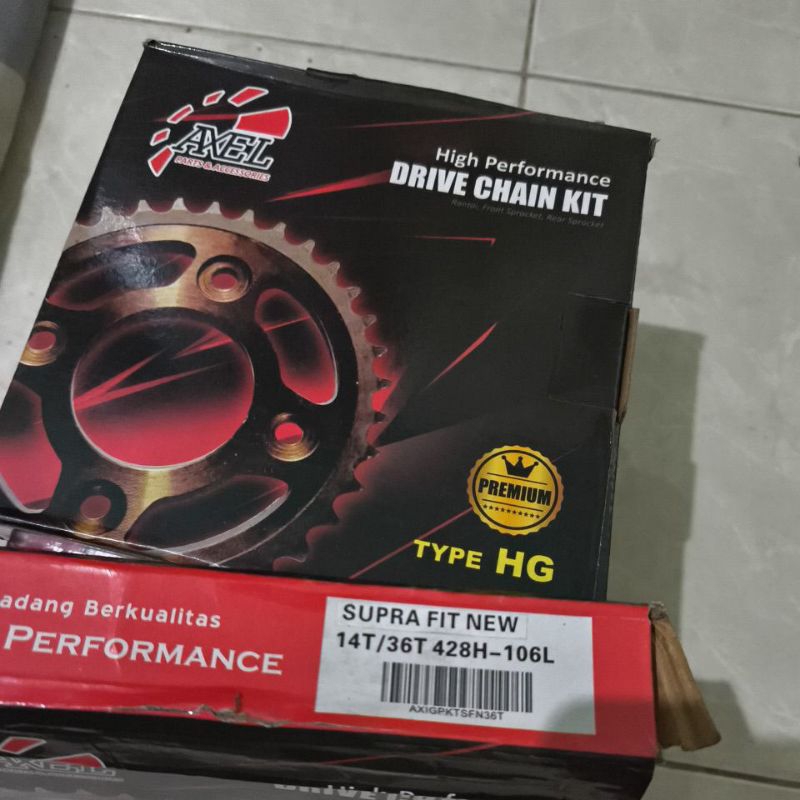 AXEL
PARTS & ACCESSORIES
High Performance
DRIVE CHAIN KIT
Rantai, Front Sprocket, Rear Sprocket
PREMIUM
TYPE HG
adang Berkualitas
PERFORMANCE
SUPRA FIT NEW
14T/36T 428H-106L
AXIGPKTSFN36T
AXEL